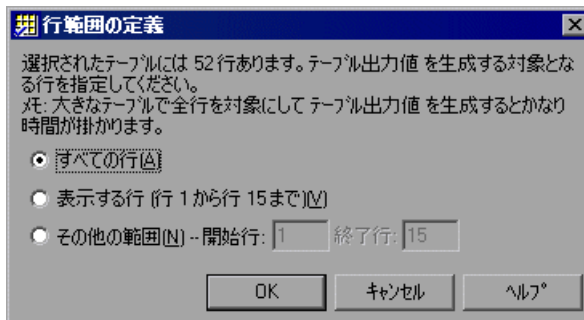 行範囲の定義
選択されたテーブルには 52 行あります。テーブル出力値 を生成する対象とな
る行を指定してください。
メモ: 大きなテーブルで全行を対象にして テーブル出力値 を生成するとかなり
時間が掛かります。
すべての行(A)
表示する行 (行 1 から行 15 まで)(V)
その他の範囲(N) -- 開始行: 1 終了行: 15
OK キャンセル ヘルプ